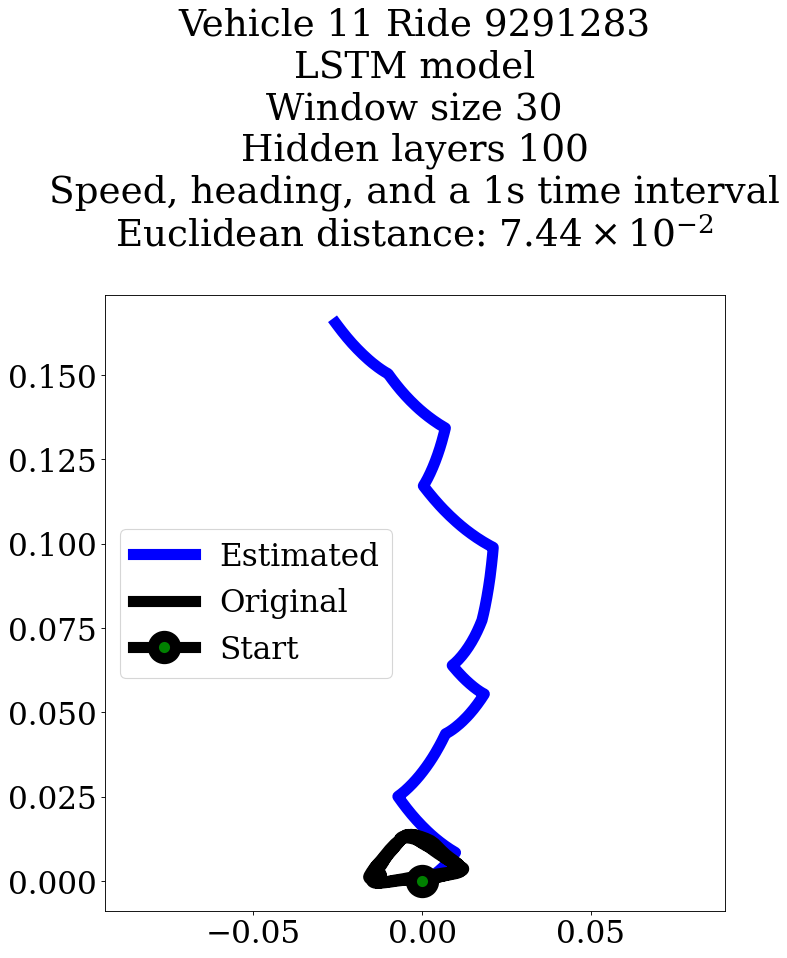 Vehicle 11 Ride 9291283
LSTM model
Window size 30
Hidden layers 100
Speed, heading, and a 1s time interval
Euclidean distance: 7.44 × 10⁻²
0.150
0.125
0.100
0.075
0.050
0.025
0.000
Estimated
Original
Start
−0.05
0.00
0.05